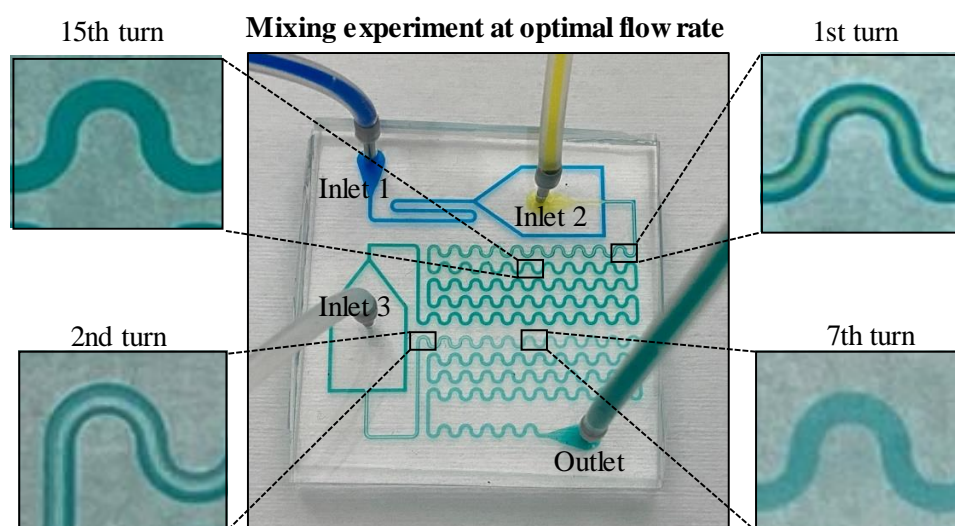 15th turn
Mixing experiment at optimal flow rate
1st turn
Inlet 1
Inlet 2
Inlet 3
2nd turn
7th turn
Outlet